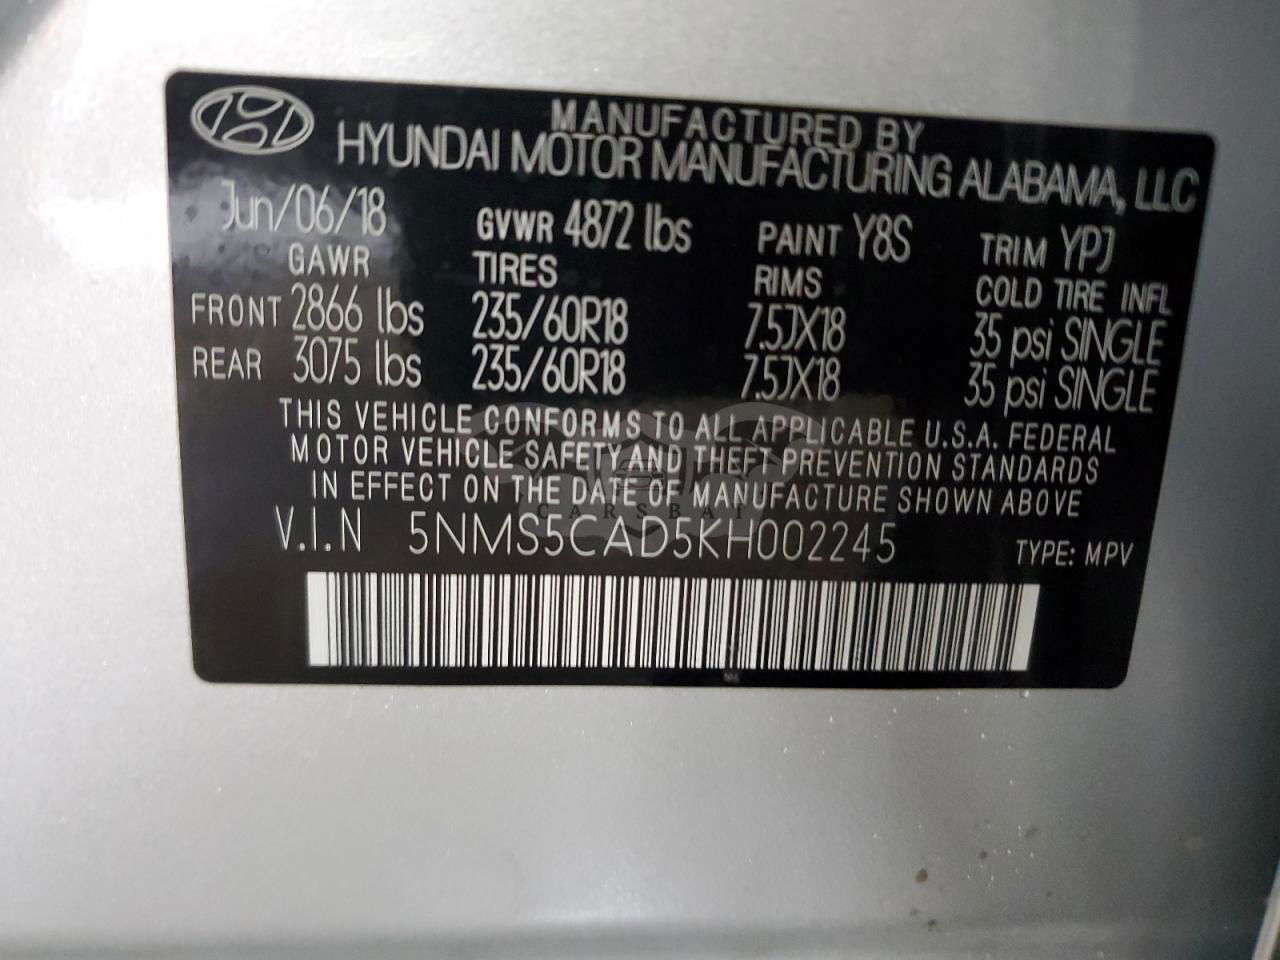 MANUFACTURED BY
HYUNDAI MOTOR MANUFACTURING ALABAMA, LLC
Jun/06/18 GVWR 4872 lbs PAINT Y8S TRIM YPJ
GAWR TIRES RIMS COLD TIRE INFL
FRONT 2866 lbs 235/60R18 7.5JX18 35 psi SINGLE
REAR 3075 lbs 235/60R18 7.5JX18 35 psi SINGLE
THIS VEHICLE CONFORMS TO ALL APPLICABLE U.S.A. FEDERAL
MOTOR VEHICLE SAFETY AND THEFT PREVENTION STANDARDS
IN EFFECT ON THE DATE OF MANUFACTURE SHOWN ABOVE
CARSBAT
V.I.N 5NMS5CAD5KH002245 TYPE: MPV